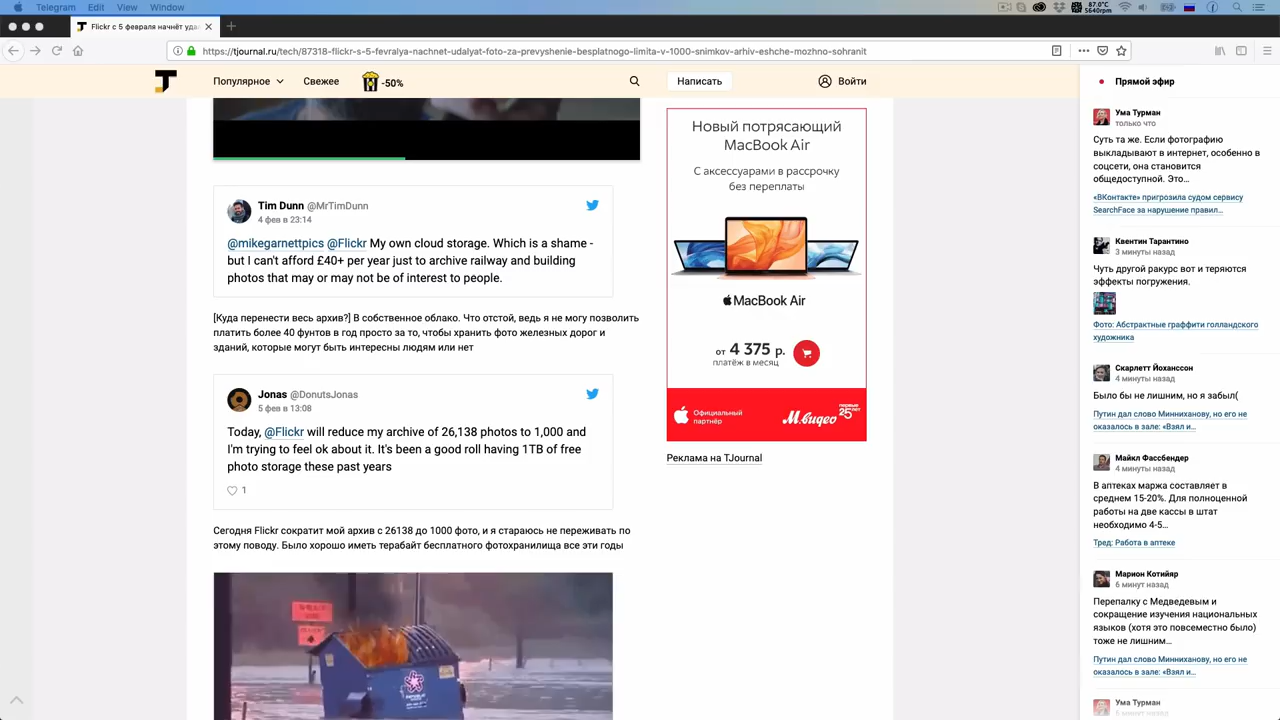 Telegram Edit View Window
87.0°C
5640rpm
Flickr с 5 февраля начнёт уда
https://tjournal.ru/tech/87318-flickr-s-5-fevralya-nachnet-udalyat-foto-za-prevyshenie-besplatnogo-limita-v-1000-snimkov-arhiv-eshche-mozhno-sohranit
Популярное Свежее -50% Написать Войти
Tim Dunn @MrTimDunn
4 фев в 23:14
@mikegarnettpics @Flickr My own cloud storage. Which is a shame -
but I can't afford £40+ per year just to archive railway and building
photos that may or may not be of interest to people.
[Куда перенести весь архив?] В собственное облако. Что отстой, ведь я не могу позволить
платить более 40 фунтов в год просто за то, чтобы хранить фото железных дорог и
зданий, которые могут быть интересны людям или нет
Jonas @DonutsJonas
5 фев в 13:08
Today, @Flickr will reduce my archive of 26,138 photos to 1,000 and
I'm trying to feel ok about it. It's been a good roll having 1TB of free
photo storage these past years
1
Сегодня Flickr сократит мой архив с 26138 до 1000 фото, и я стараюсь не переживать по
этому поводу. Было хорошо иметь терабайт бесплатного фотохранилища все эти годы
Новый потрясающий
MacBook Air
С аксессуарами в рассрочку
без переплаты
MacBook Air
от 4 375 р.
платёж в месяц
Официальный
партнёр
М.видео
первые
25 лет
Реклама на TJournal
Прямой эфир
Ума Турман
только что
Суть та же. Если фотографию
выкладывают в интернет, особенно в
соцсети, она становится
общедоступной. Это…
«ВКонтакте» пригрозила судом сервису
SearchFace за нарушение правил…
Квентин Тарантино
3 минуты назад
Чуть другой ракурс вот и теряются
эффекты погружения.
Фото: Абстрактные граффити голландского
художника
Скарлетт Йоханссон
4 минуты назад
Было бы не лишним, но я забыл(
Путин дал слово Минниханову, но его не
оказалось в зале: «Взял и…
Майкл Фассбендер
4 минуты назад
В аптеках маржа составляет в
среднем 15-20%. Для полноценной
работы на две кассы в штат
необходимо 4-5…
Тред: Работа в аптеке
Марион Котийяр
6 минут назад
Перепалку с Медведевым и
сокращение изучения национальных
языков (хотя это повсеместно было)
тоже не лишним…
Путин дал слово Минниханову, но его не
оказалось в зале: «Взял и…
Ума Турман
6 минут назад